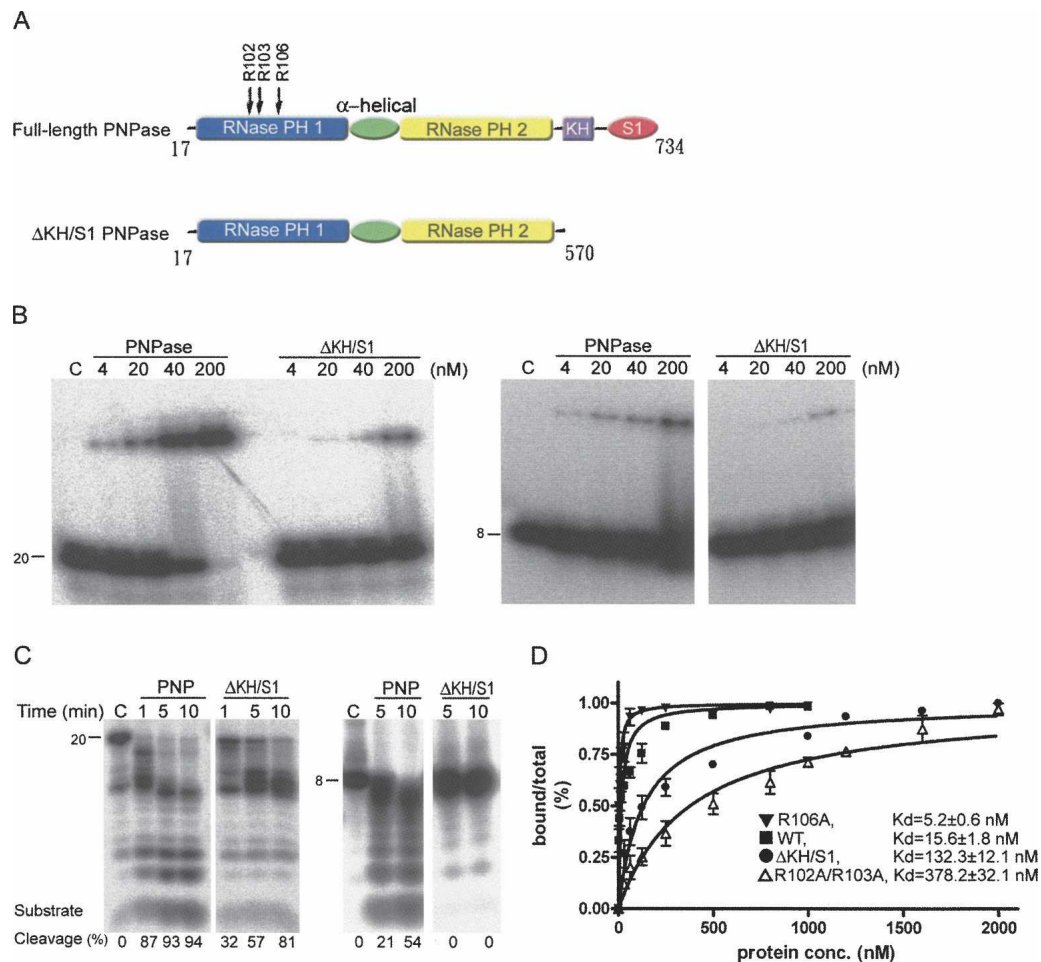 A
R102
R103
R106
α-helical
Full-length PNPase
RNase PH 1
RNase PH 2
KH
S1
17
734
ΔKH/S1 PNPase
RNase PH 1
RNase PH 2
17
570
B
PNPase
ΔKH/S1
C 4 20 40 200 4 20 40 200 (nM)
20
PNPase
ΔKH/S1
C 4 20 40 200 4 20 40 200 (nM)
8
C
PNP
ΔKH/S1
Time (min) C 1 5 10 1 5 10
20
Substrate
Cleavage (%) 0 87 93 94 32 57 81
PNP
ΔKH/S1
C 5 10 5 10
8
0 21 54 0 0
D
bound/total
(%)
1.00
0.75
0.50
0.25
0.00
R106A, Kd=5.2±0.6 nM
WT, Kd=15.6±1.8 nM
ΔKH/S1, Kd=132.3±12.1 nM
R102A/R103A, Kd=378.2±32.1 nM
0 500 1000 1500 2000
protein conc. (nM)